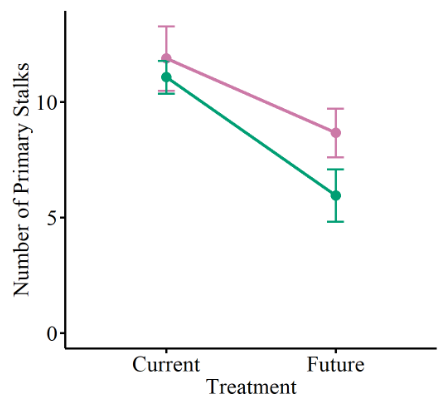 Number of Primary Stalks
10
5
0
Current Future
Treatment